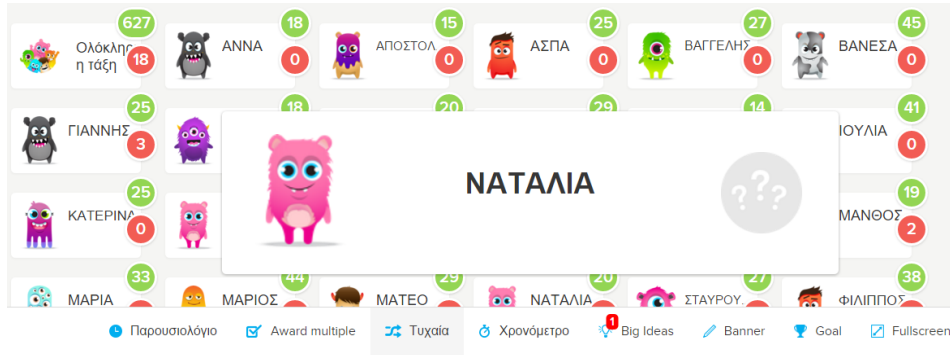 627 18 15 25 27 45
Ολόκλη ΑΝΝΑ ΑΠΟΣΤΟΛ ΑΣΠΑ ΒΑΓΓΕΛΗΣ ΒΑΝΕΣΑ
η τάξη 18 0 0 0 0 0
25 18 20 29 14 41
ΓΙΑΝΝΗΣ ΙΟΥΛΙΑ
3 0
ΝΑΤΑΛΙΑ ???
25 19
ΚΑΤΕΡΙΝΑ ΜΑΝΘΟΣ
0 2
33 44 29 20 27 38
ΜΑΡΙΑ ΜΑΡΙΟΣ ΜΑΤΕΟ ΝΑΤΑΛΙΑ ΣΤΑΥΡΟΥ. ΦΙΛΙΠΠΟΣ
Παρουσιολόγιο Award multiple Τυχαία Χρονόμετρο 1 Big Ideas Banner Goal Fullscreen